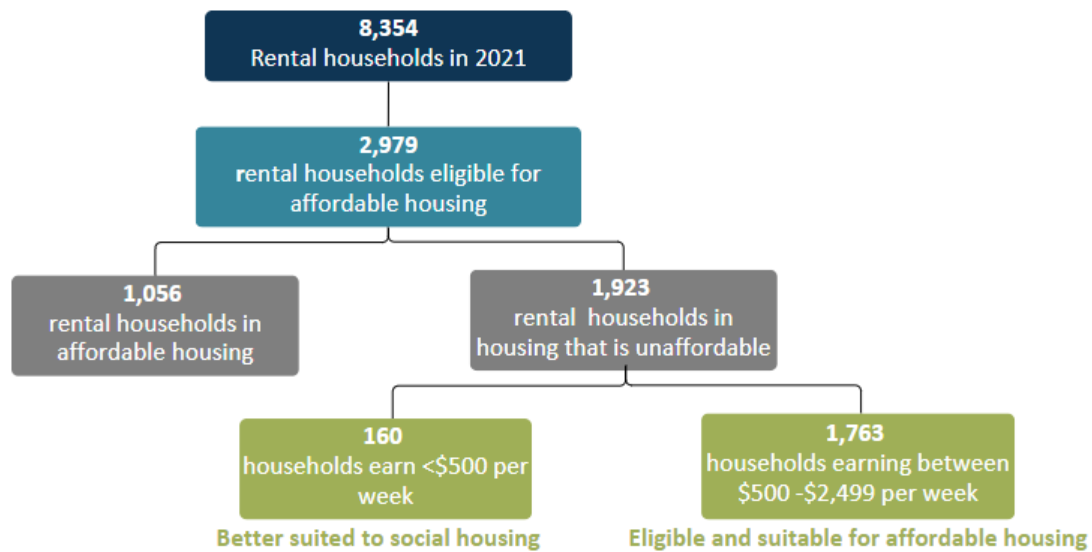 8,354
Rental households in 2021
2,979
rental households eligible for
affordable housing
1,056
rental households in
affordable housing
1,923
rental  households in
housing that is unaffordable
160
households earn <$500 per
week
1,763
households earning between
$500 -$2,499 per week
Better suited to social housing
Eligible and suitable for affordable housing